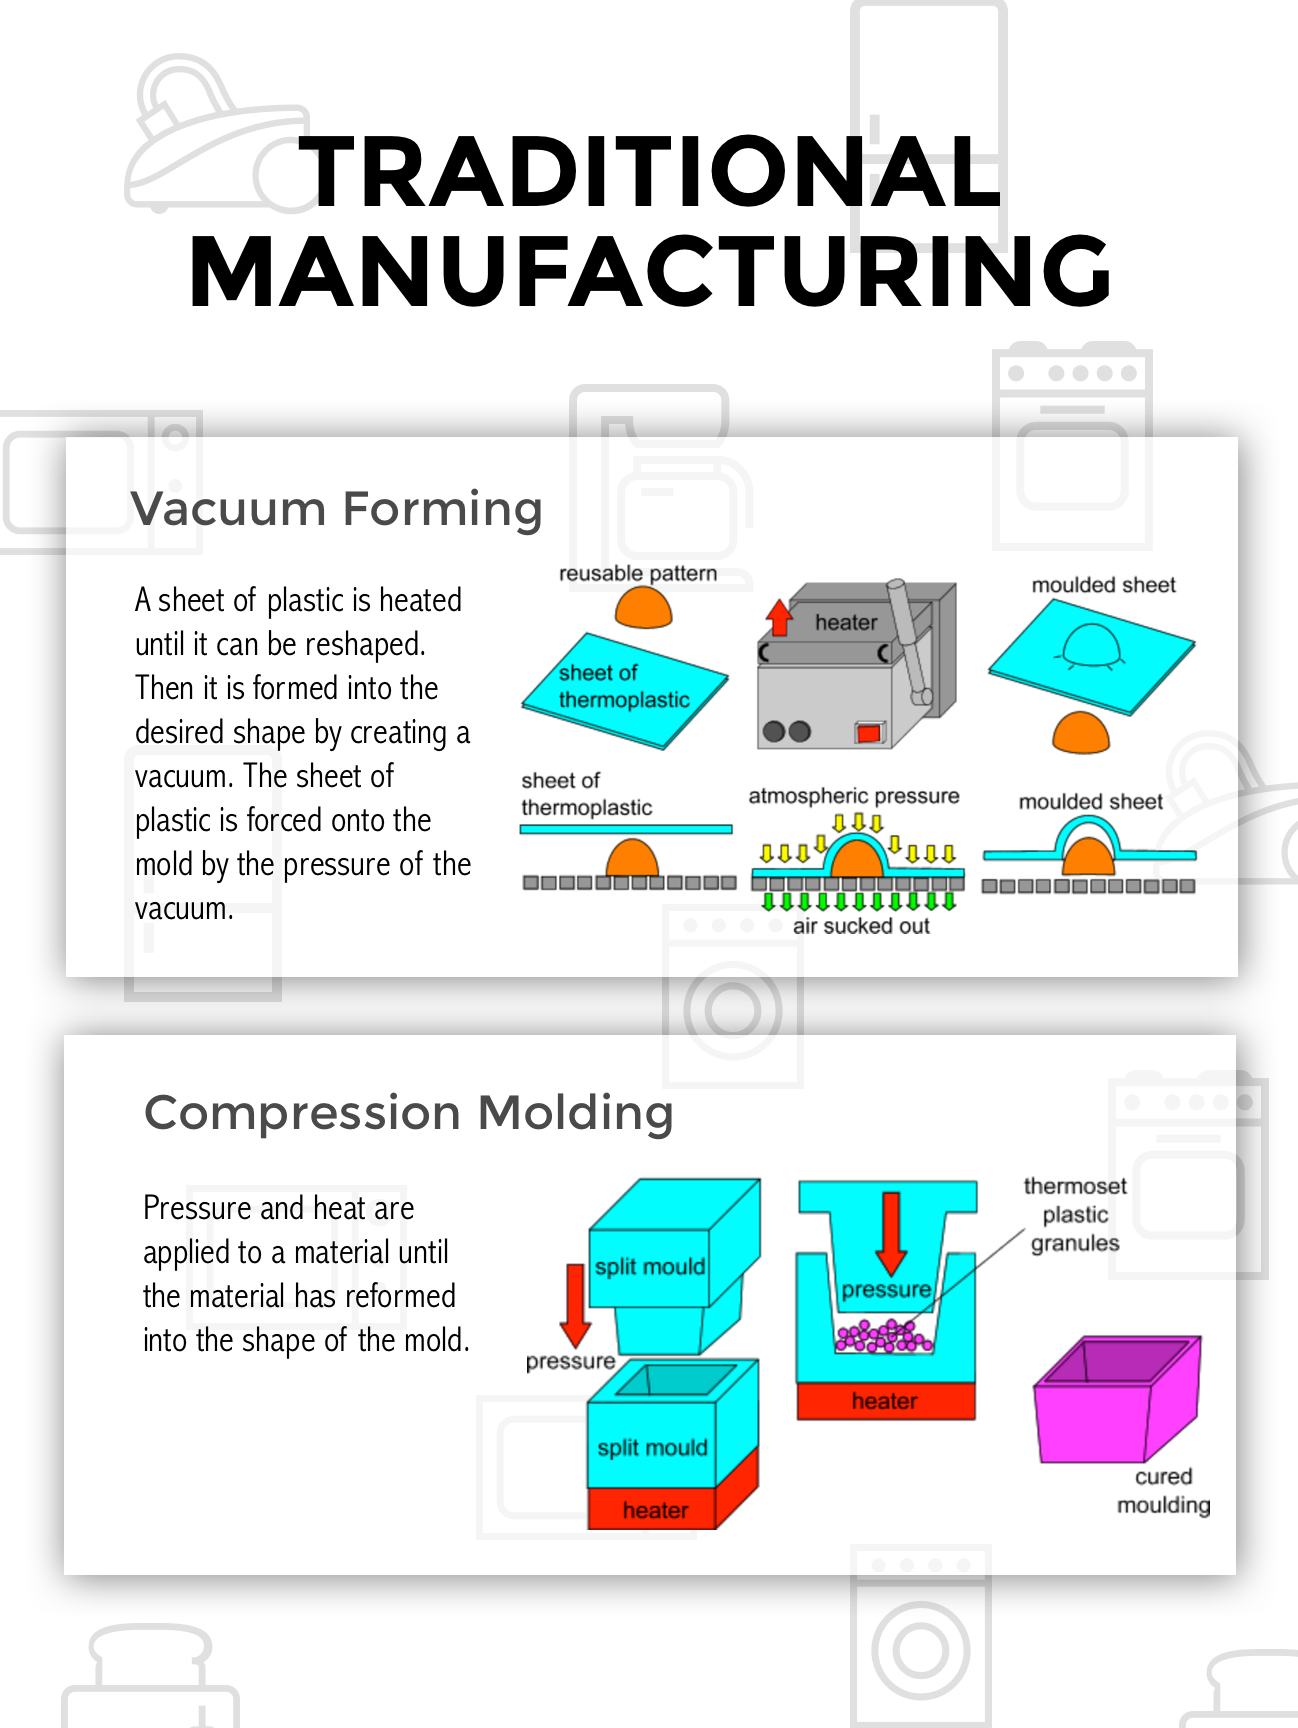 TRADITIONAL
MANUFACTURING
Vacuum Forming
A sheet of plastic is heated
until it can be reshaped.
Then it is formed into the
desired shape by creating a
vacuum. The sheet of
plastic is forced onto the
mold by the pressure of the
vacuum.
reusable pattern
sheet of
thermoplastic
heater
moulded sheet
sheet of
thermoplastic
atmospheric pressure
air sucked out
moulded sheet
Compression Molding
Pressure and heat are
applied to a material until
the material has reformed
into the shape of the mold.
split mould
pressure
split mould
heater
pressure
heater
thermoset
plastic
granules
cured
moulding